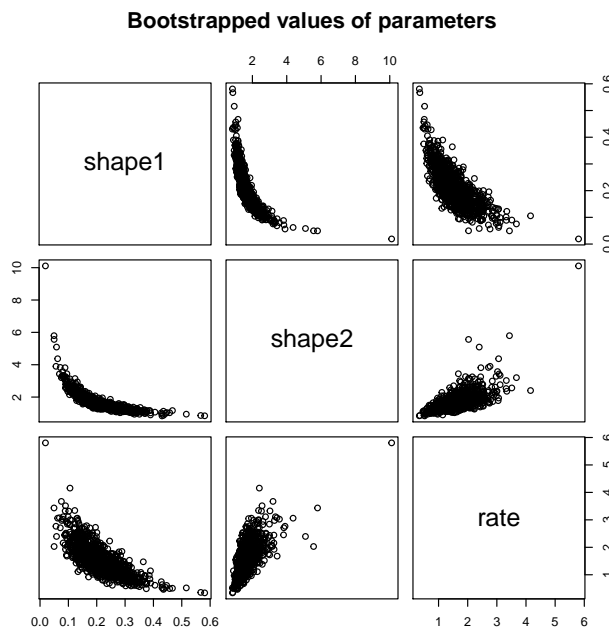 Bootstrapped values of parameters
2 4 6 8 10
shape1
0.0 0.2 0.4 0.6
2 4 6 8 10
shape2
rate
1 2 3 4 5 6
0.0 0.1 0.2 0.3 0.4 0.5 0.6
1 2 3 4 5 6